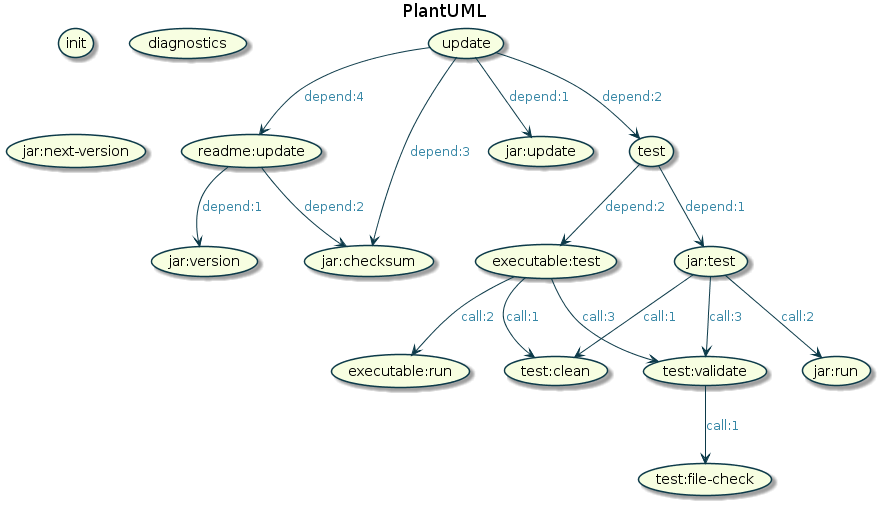 PlantUML
init
diagnostics
update
depend:4
depend:1
depend:2
depend:3
jar:next-version
readme:update
jar:update
test
depend:1
depend:2
depend:2
depend:1
jar:version
jar:checksum
executable:test
jar:test
call:2
call:1
call:3
call:1
call:3
call:2
executable:run
test:clean
test:validate
jar:run
call:1
test:file-check